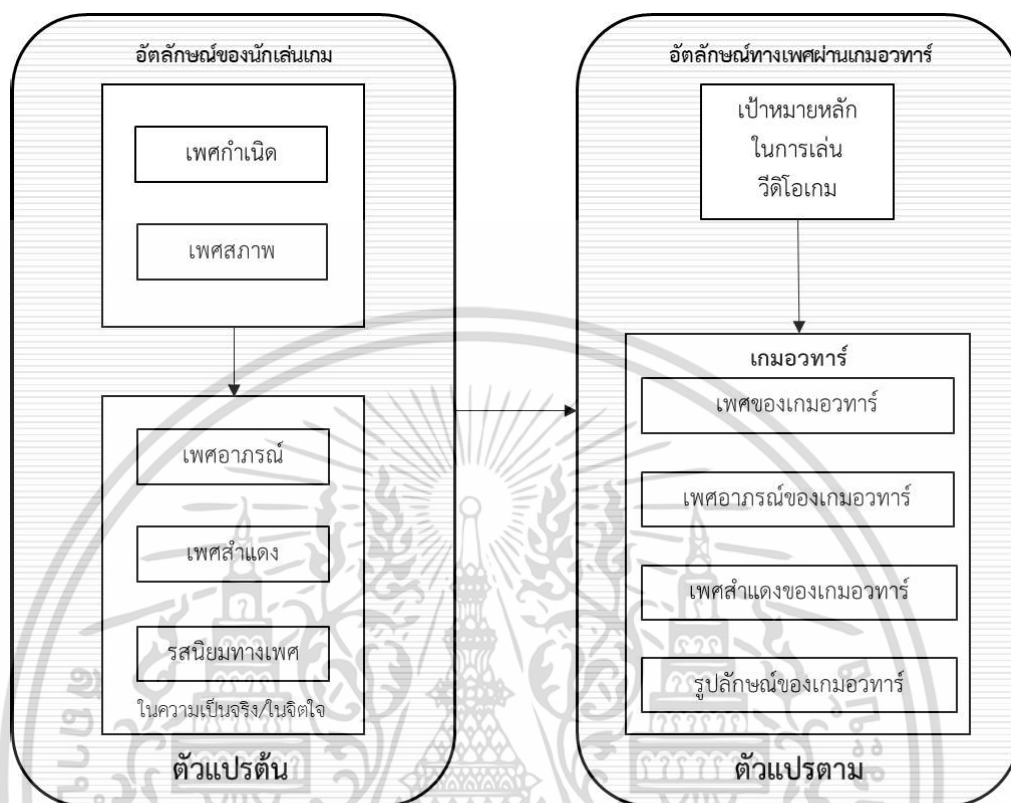 อัตลักษณ์ของนักเล่นเกม
เพศกำเนิด
เพศสภาพ
เพศอาภรณ์
เพศสำแดง
รสนิยมทางเพศ
ในความเป็นจริง/ในจิตใจ
ตัวแปรต้น
อัตลักษณ์ทางเพศผ่านเกมอวทาร์
เป้าหมายหลัก
ในการเล่น
วีดิโอเกม
เกมอวทาร์
เพศของเกมอวทาร์
เพศอาภรณ์ของเกมอวทาร์
เพศสำแดงของเกมอวทาร์
รูปลักษณ์ของเกมอวทาร์
ตัวแปรตาม